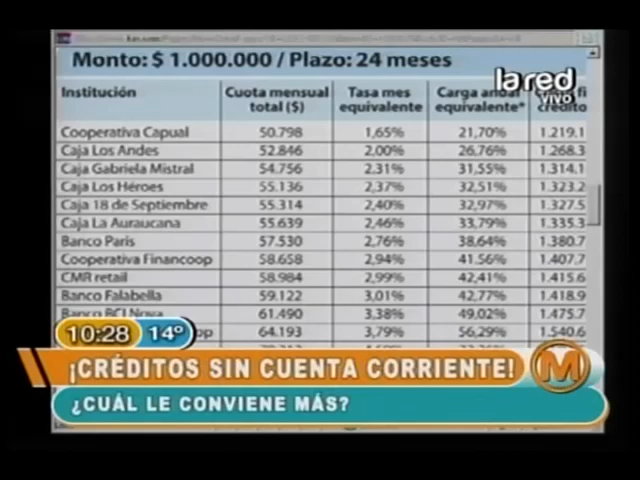 Monto: $ 1.000.000 / Plazo: 24 meses
la red
VIVO
Institución Cuota mensual total ($) Tasa mes equivalente Carga anual equivalente* crédito
Cooperativa Capual 50.798 1,65% 21,70% 1.219.1
Caja Los Andes 52.846 2,00% 26,76% 1.268.3
Caja Gabriela Mistral 54.756 2,31% 31,55% 1.314.1
Caja Los Héroes 55.136 2,37% 32,51% 1.323.2
Caja 18 de Septiembre 55.314 2,40% 32,97% 1.327.5
Caja La Auraucana 55.639 2,46% 33,79% 1.335.3
Banco Paris 57.530 2,76% 38,64% 1.380.7
Cooperativa Financoop 58.658 2,94% 41,56% 1.407.7
CMR retail 58.984 2,99% 42,41% 1.415.6
Banco Falabella 59.122 3,01% 42,77% 1.418.9
Banco BCI Nova 61.490 3,38% 49,02% 1.475.7
op 64.193 3,79% 56,29% 1.540.6
10:28 14º
¡CRÉDITOS SIN CUENTA CORRIENTE! M
¿CUÁL LE CONVIENE MÁS?